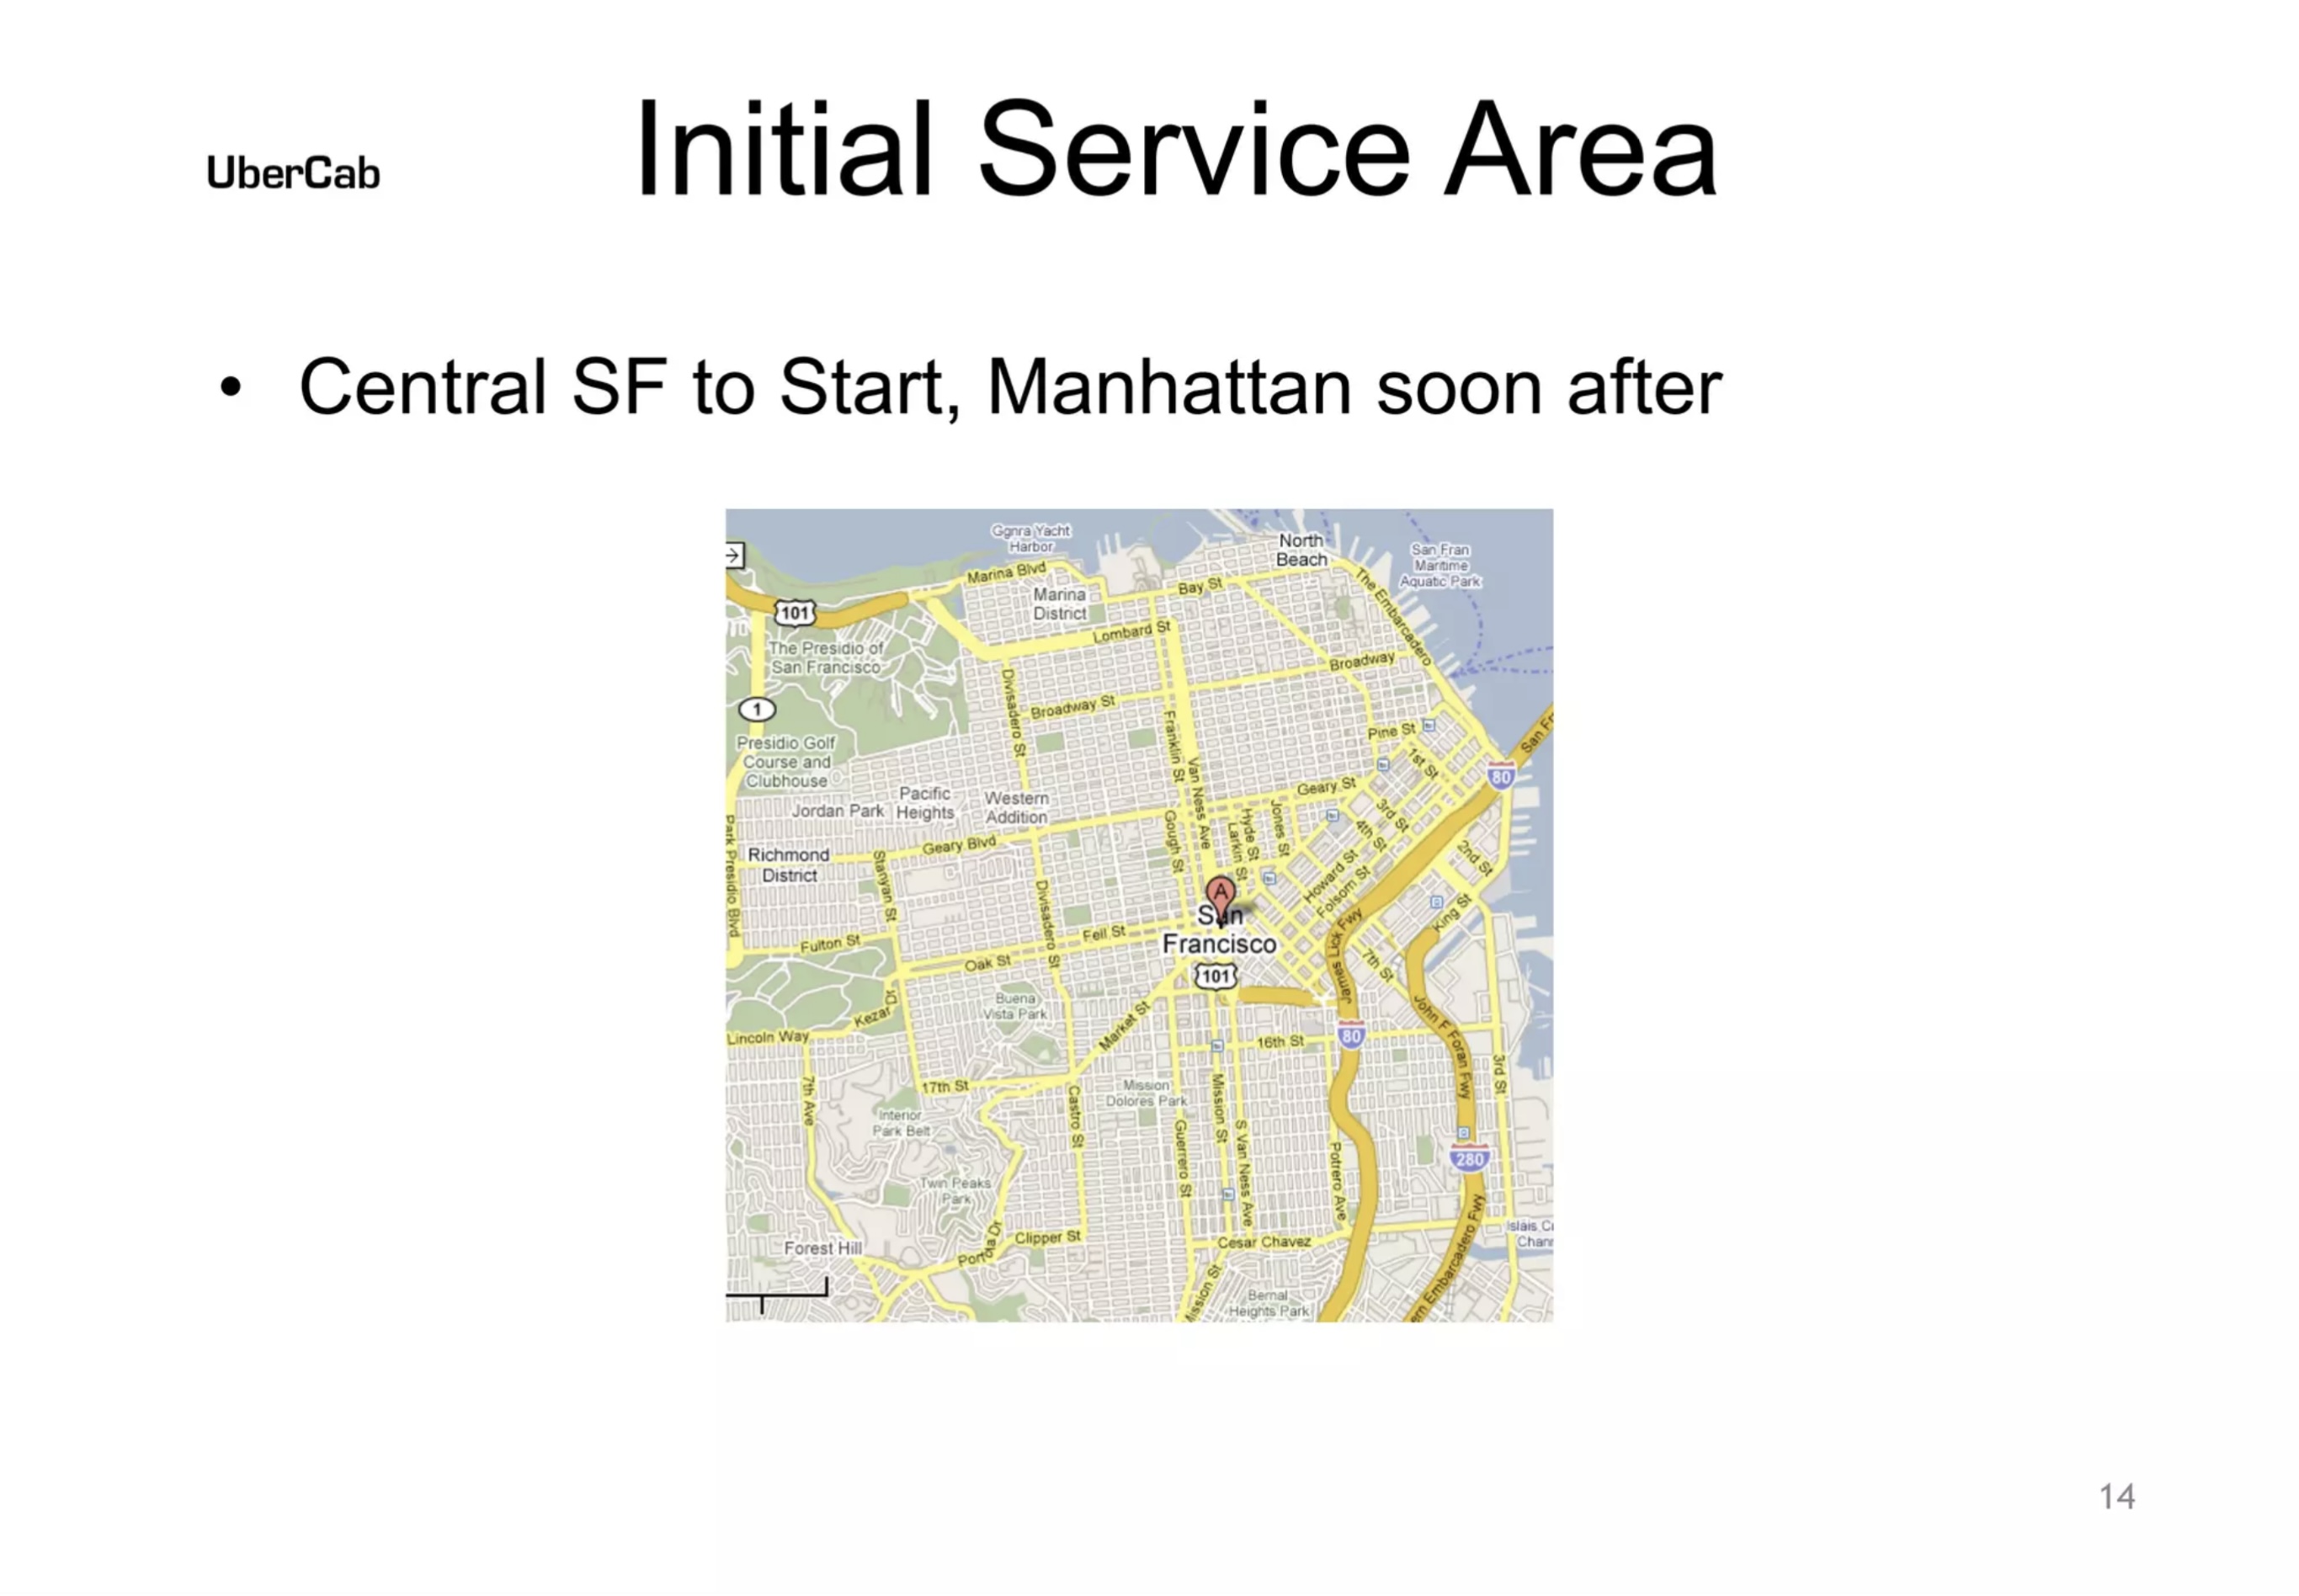 UberCab
Initial Service Area
• Central SF to Start, Manhattan soon after
Ggnra Yacht
Harbor
North
Beach
San Fran
Maritime
Aquatic Park
Marina Blvd
Bay St
The Embarcadero
Marina
District
101
Lombard St
The Presidio of
San Francisco
Broadway
Divisadero St
Broadway St
1
Franklin St
Pine St
San Fr
Presidio Golf
Course and
Clubhouse
Van Ness Ave
1st St
80
Geary St
Jordan Park
Pacific
Heights
Western
Addition
Hyde St
Jones St
3rd St
4th St
Park Presidio Blvd
Gough St
Larkin St
Geary Blvd
Richmond
District
Stanyan St
Howard St
Folsom St
2nd St
A
San
Francisco
Divisadero St
King St
Fulton St
Fell St
James Lick Fwy
Oak St
7th St
101
Kezar Dr
Buena
Vista Park
Market St
John F Foran Fwy
Lincoln Way
16th St
80
3rd St
7th Ave
17th St
Mission
Dolores Park
Mission St
Castro St
Interior
Park Belt
Guerrero St
S Van Ness Ave
Potrero Ave
280
Twin Peaks
Park
Portola Dr
Clipper St
Cesar Chavez
Islais C
Chann
Forest Hill
Mission St
Bernal
Heights Park
ern Embarcadero Fwy
14